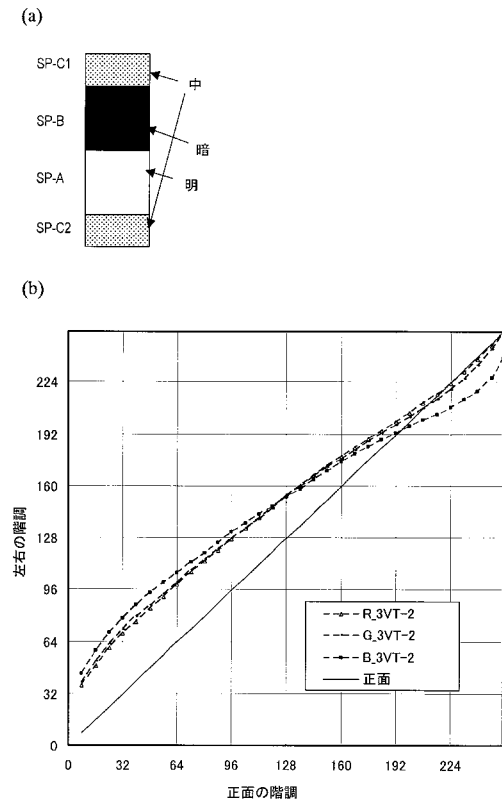 (a)
SP-C1
中
SP-B
暗
SP-A
明
SP-C2
(b)
224
192
160
128
96
64
32
0
左右の階調
R_3VT-2
G_3VT-2
B_3VT-2
正面
0 32 64 96 128 160 192 224
正面の階調